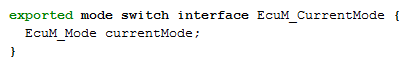 exported mode switch interface EcuM_CurrentMode {
  EcuM_Mode currentMode;
}